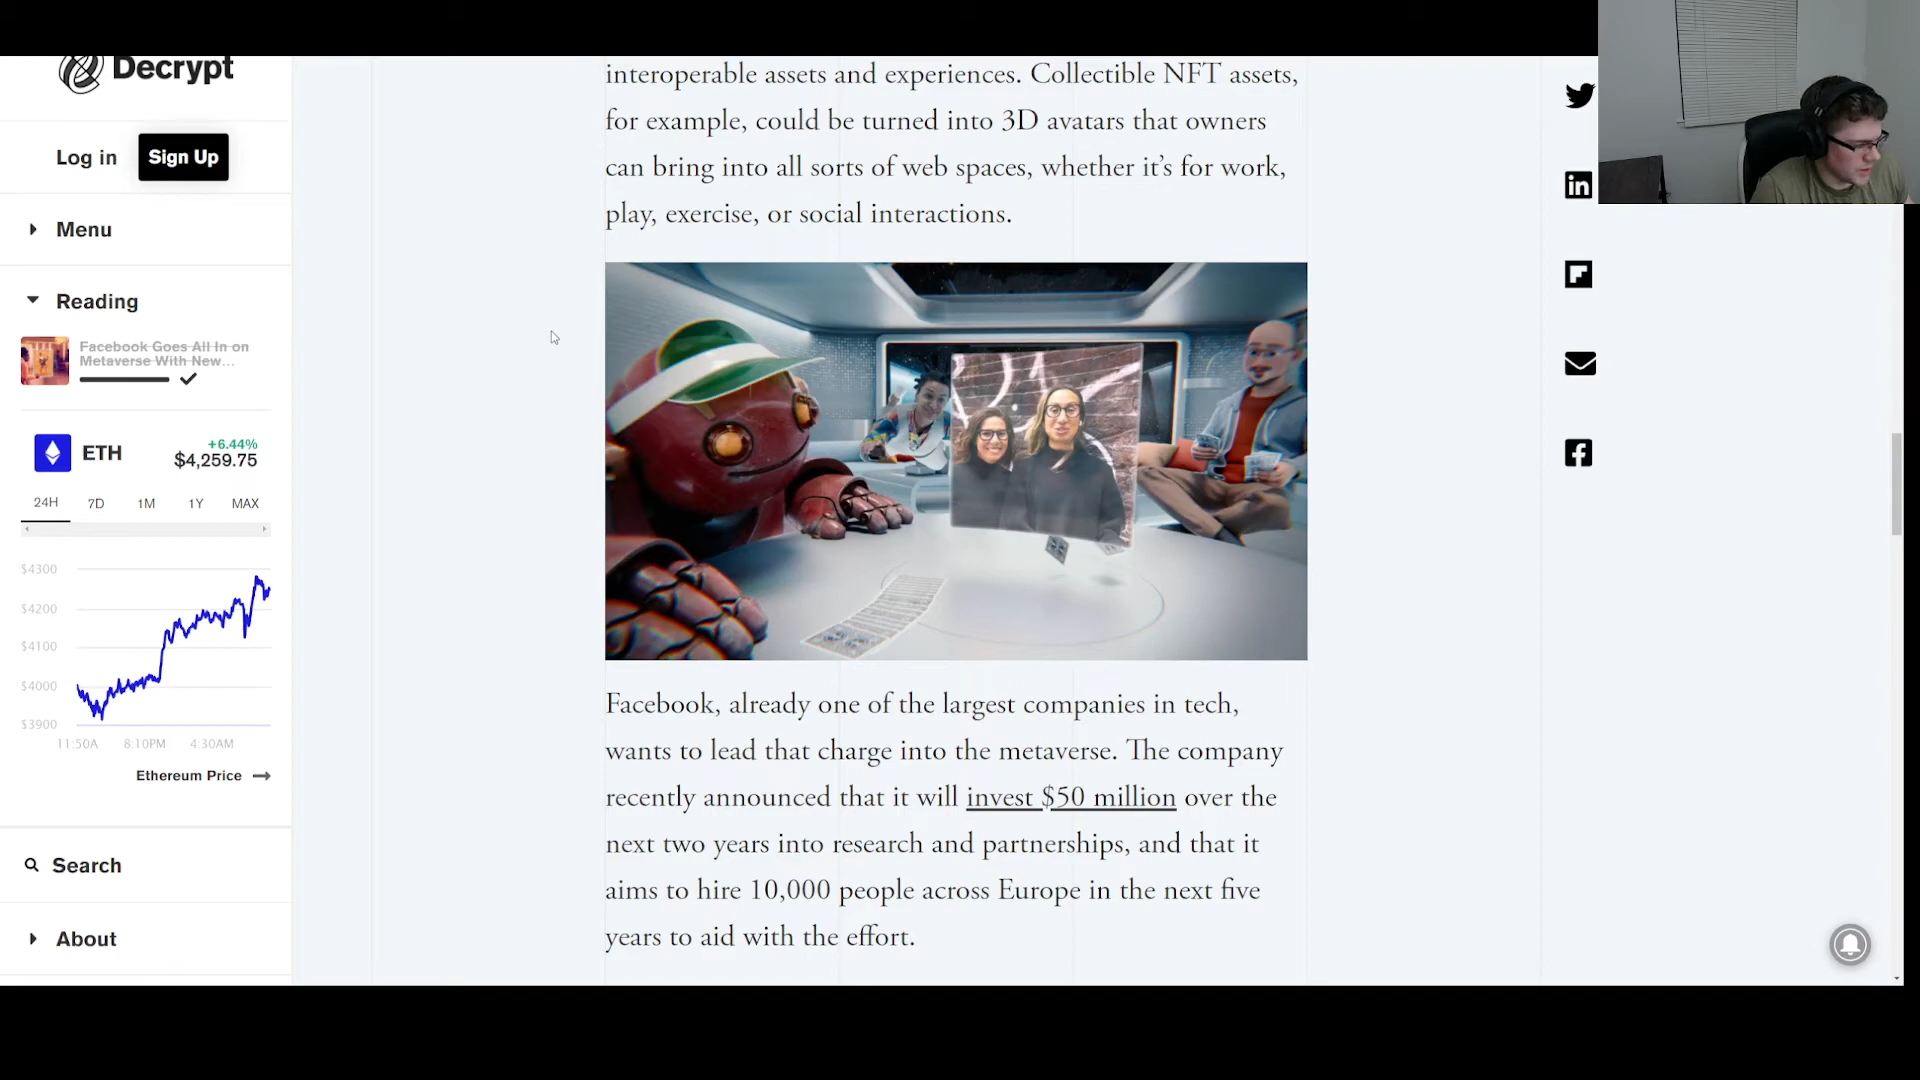 Decrypt
Log in
Sign Up
Menu
Reading
Facebook Goes All In on
Metaverse With New...
ETH
+6.44%
$4,259.75
24H 7D 1M 1Y MAX
$4300
$4200
$4100
$4000
$3900
11:50A 8:10PM 4:30AM
Ethereum Price
Search
About
interoperable assets and experiences. Collectible NFT assets,
for example, could be turned into 3D avatars that owners
can bring into all sorts of web spaces, whether it’s for work,
play, exercise, or social interactions.
Facebook, already one of the largest companies in tech,
wants to lead that charge into the metaverse. The company
recently announced that it will invest $50 million over the
next two years into research and partnerships, and that it
aims to hire 10,000 people across Europe in the next five
years to aid with the effort.
in